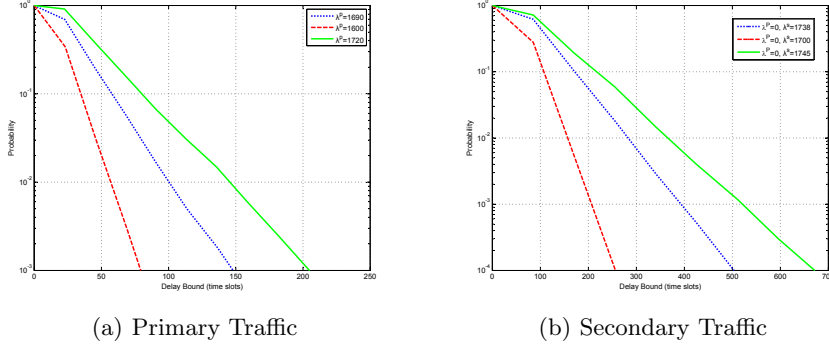 10^0
10^-1
10^-2
10^-3
0 50 100 150 200 250
Probability
Delay Bound (time slots)
λ^P=1690
λ^P=1600
λ^P=1720
(a) Primary Traffic
10^0
10^-1
10^-2
10^-3
10^-4
0 100 200 300 400 500 600 700
Probability
Delay Bound (time slots)
λ^P=0, λ^s=1738
λ^P=0, λ^s=1700
λ^P=0, λ^s=1745
(b) Secondary Traffic